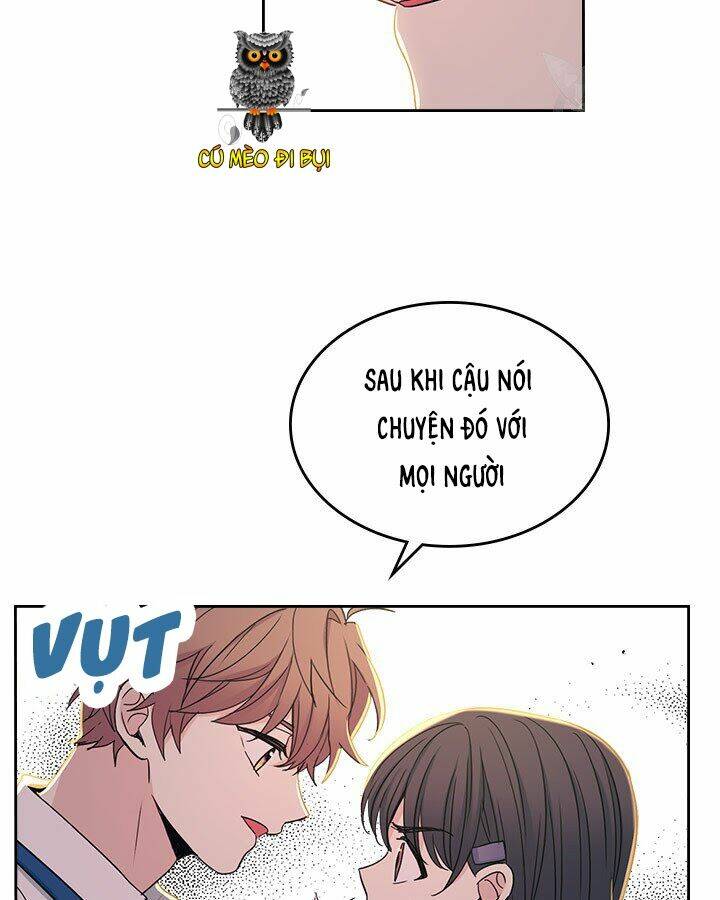 CÚ MÈO ĐI BỤI
SAU KHI CẬU NÓI
CHUYỆN ĐÓ VỚI
MỌI NGƯỜI
VỤT